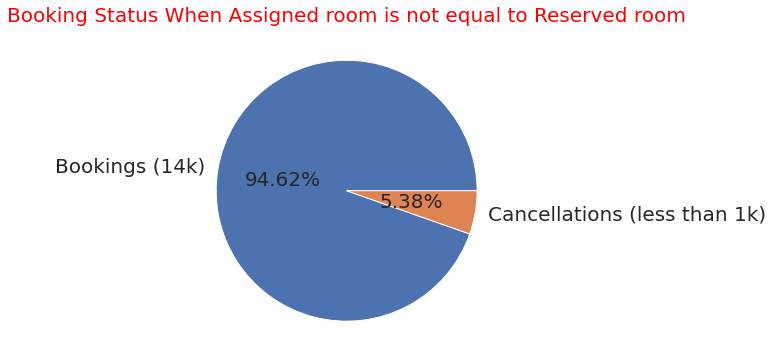 Booking Status When Assigned room is not equal to Reserved room
Bookings (14k)
94.62%
5.38%
Cancellations (less than 1k)